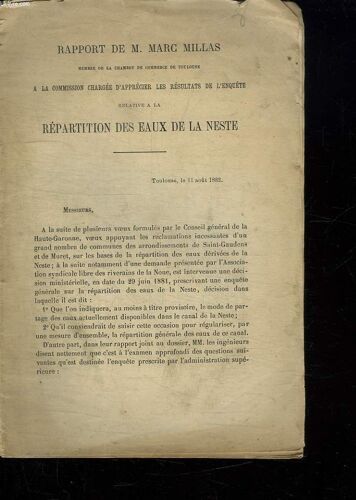 RAPPORT DE M. MARC MILLAS
MEMBRE DE LA CHAMBRE DE COMMERCE DE TOULOUSE
A LA COMMISSION CHARGÉE D'APPRÉCIER LES RÉSULTATS DE L'ENQUÊTE
RELATIVE A LA
RÉPARTITION DES EAUX DE LA NESTE
Toulouse, le 11 août 1882.
MESSIEURS,
A la suite de plusieurs vœux formulés par le Conseil général de la
Haute-Garonne, vœux appuyant les réclamations incessantes d'un
grand nombre de communes des arrondissements de Saint-Gaudens
et de Muret, sur les bases de la répartition des eaux dérivées de la
Neste ; à la suite notamment d'une demande présentée par l'Associa-
tion syndicale libre des riverains de la Noue, est intervenue une déci-
sion ministérielle, en date du 29 juin 1881, prescrivant une enquête
générale sur la répartition des eaux de la Neste, décision dans
laquelle il est dit :
1° Que l'on indiquera, au moins à titre provisoire, le mode de par-
tage des eaux actuellement disponibles dans le canal de la Neste ;
2° Qu'il conviendrait de saisir cette occasion pour régulariser, par
une mesure d'ensemble, la répartition générale des eaux de ce canal.
D'autre part, dans leur rapport joint au dossier, MM. les ingénieurs
disent nettement que c'est à l'examen approfondi des questions sui-
vantes qu'est destinée l'enquête prescrite par l'administration supé-
rieure :